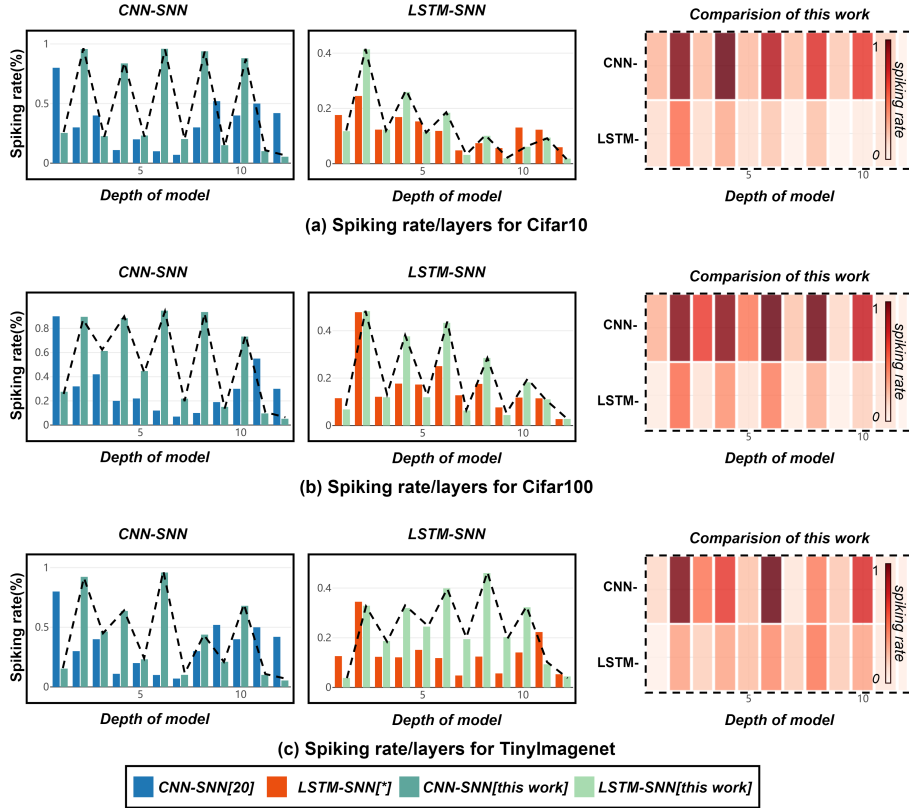 CNN-SNN LSTM-SNN Comparision of this work
Spiking rate(%)
1
0.5
0
5 10
0.4
0.2
0
5 10
CNN-
LSTM-
1
spiking rate
0
5 10
Depth of model Depth of model Depth of model
(a) Spiking rate/layers for Cifar10
CNN-SNN LSTM-SNN Comparision of this work
Spiking rate(%)
0.8
0.6
0.4
0.2
0
5 10
0.4
0.2
0
5 10
CNN-
LSTM-
1
spiking rate
0
5 10
Depth of model Depth of model Depth of model
(b) Spiking rate/layers for Cifar100
CNN-SNN LSTM-SNN Comparision of this work
Spiking rate(%)
1
0.5
0
5 10
0.4
0.2
0
5 10
CNN-
LSTM-
1
spiking rate
0
5 10
Depth of model Depth of model Depth of model
(c) Spiking rate/layers for TinyImagenet
CNN-SNN[20] LSTM-SNN[*] CNN-SNN[this work] LSTM-SNN[this work]